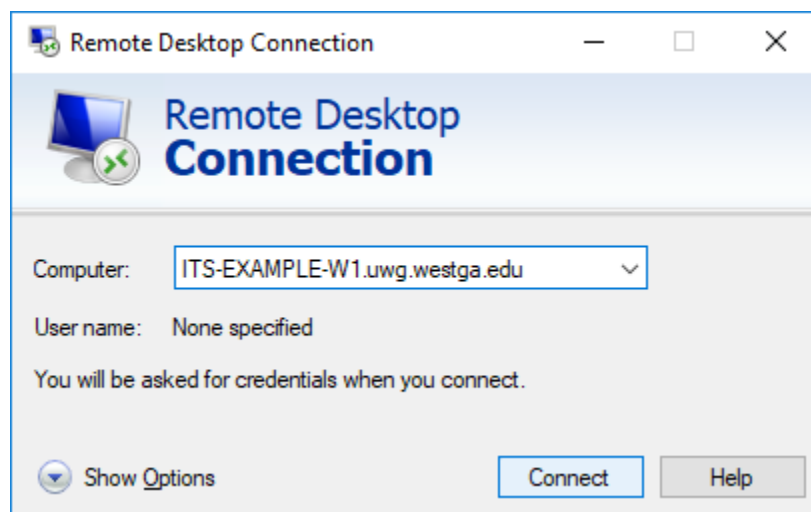 Remote Desktop Connection
Remote Desktop
Connection
Computer: ITS-EXAMPLE-W1.uwg.westga.edu
User name: None specified
You will be asked for credentials when you connect.
Show Options Connect Help